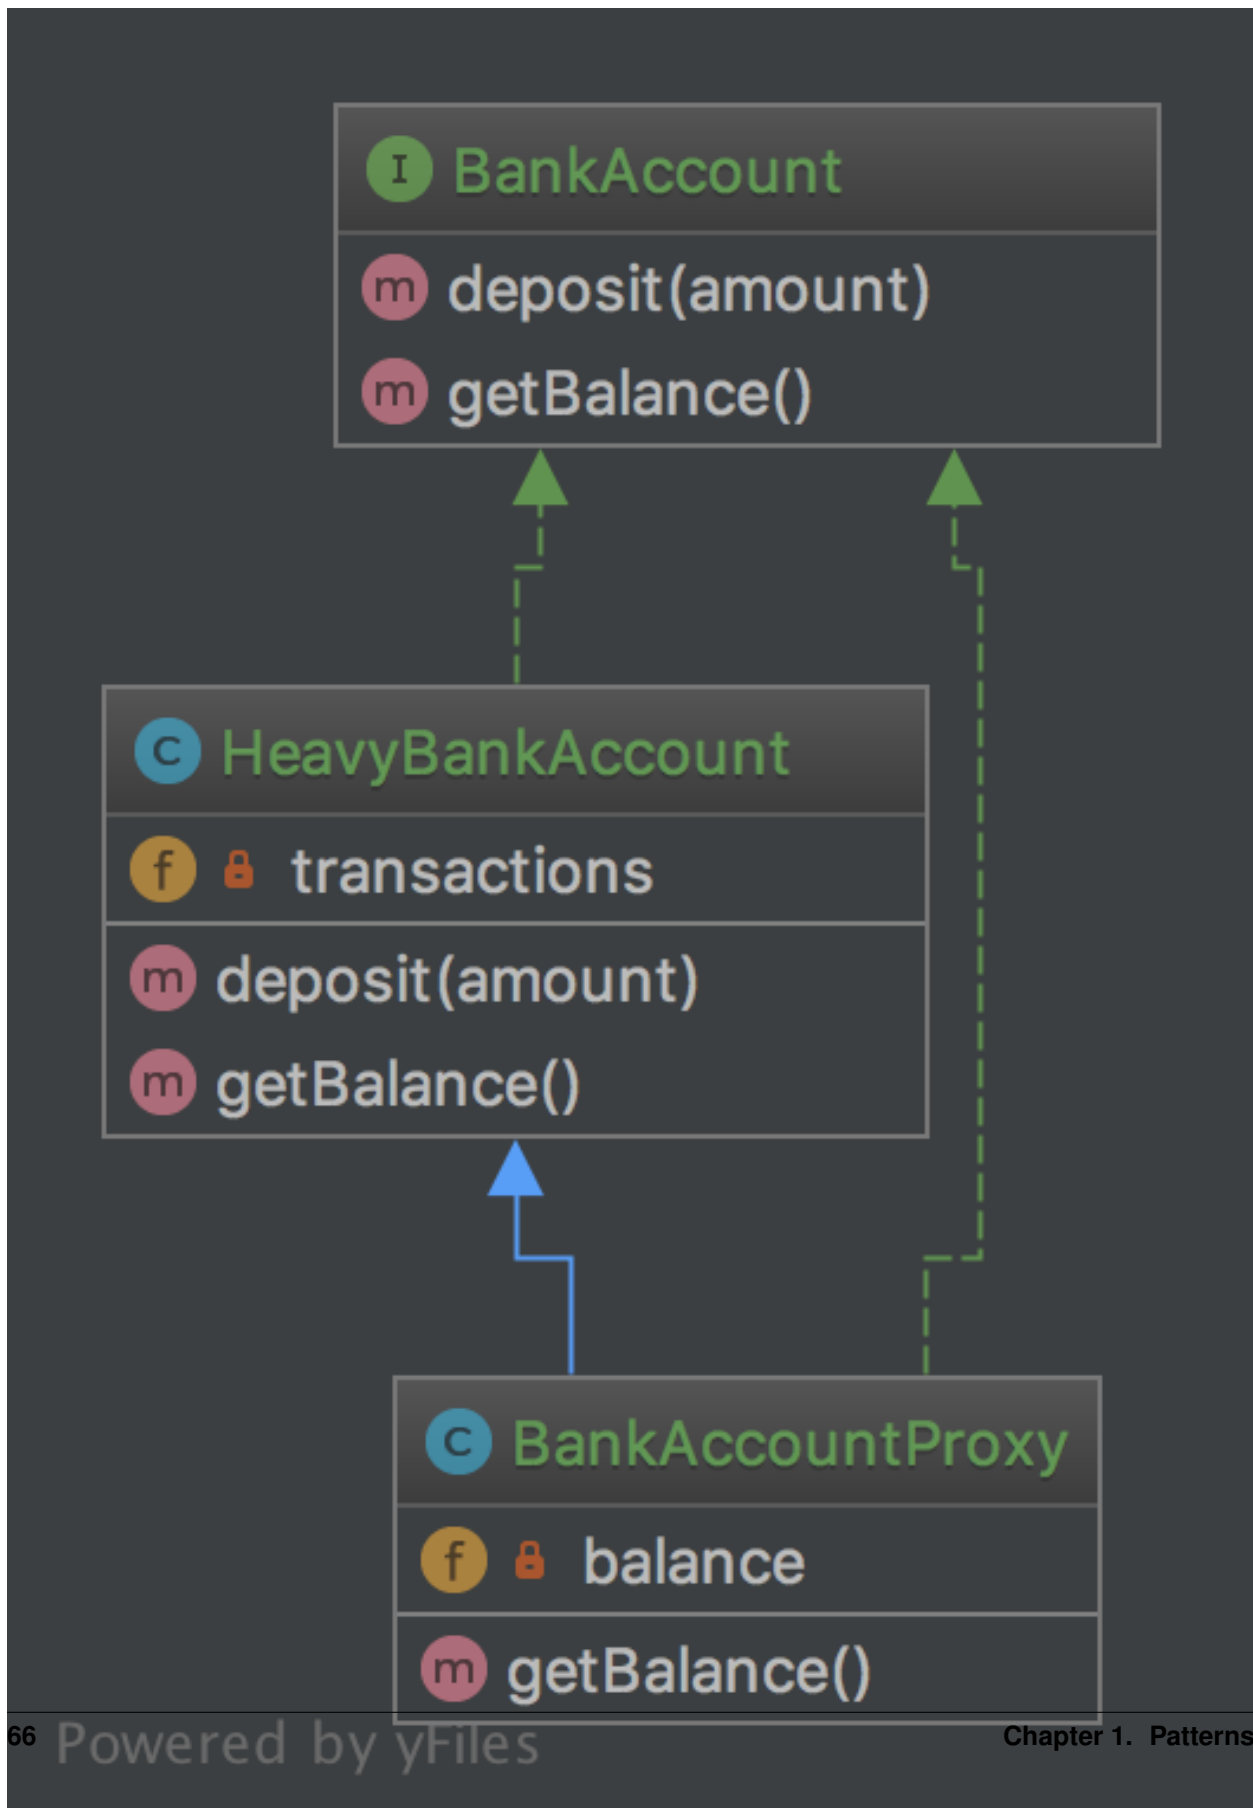 I BankAccount
m deposit(amount)
m getBalance()
C HeavyBankAccount
f transactions
m deposit(amount)
m getBalance()
C BankAccountProxy
f balance
m getBalance()
66 Chapter 1. Patterns
Powered by yFiles